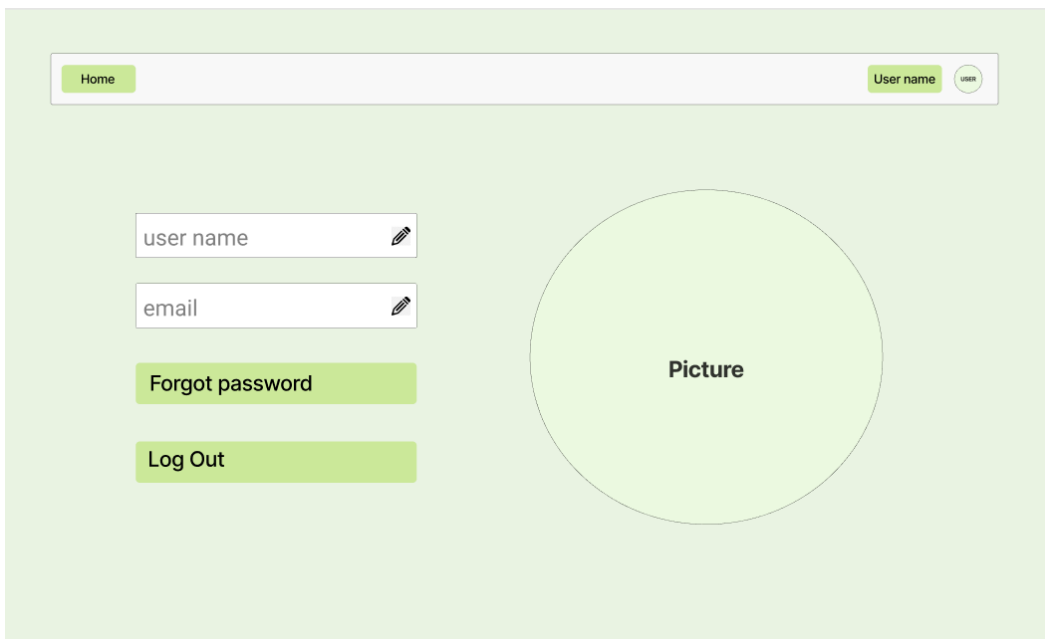 Home
User name
USER
user name
email
Picture
Forgot password
Log Out